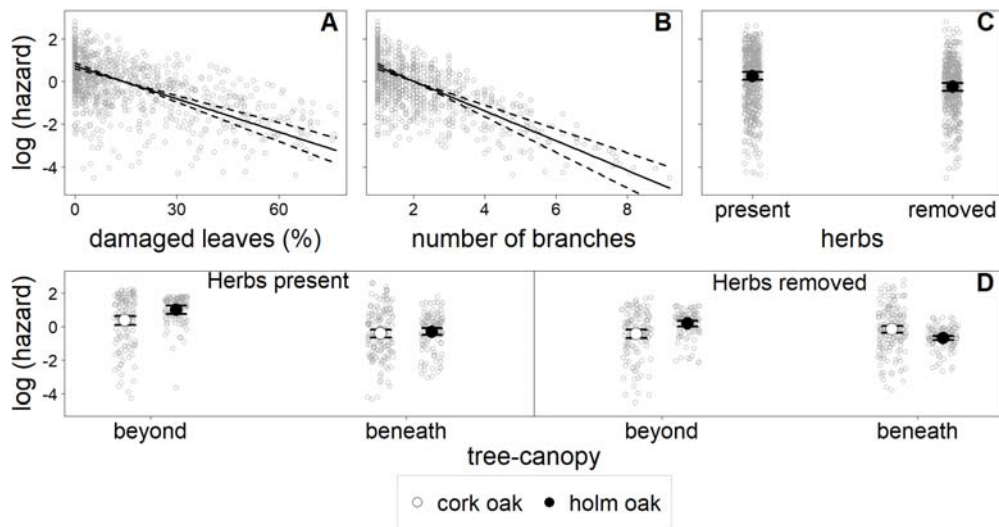 A
B
C
log (hazard)
2
0
-2
-4
0
30
60
2
4
6
8
present
removed
damaged leaves (%)
number of branches
herbs
Herbs present
Herbs removed
D
log (hazard)
2
0
-2
-4
beyond
beneath
beyond
beneath
tree-canopy
cork oak
holm oak